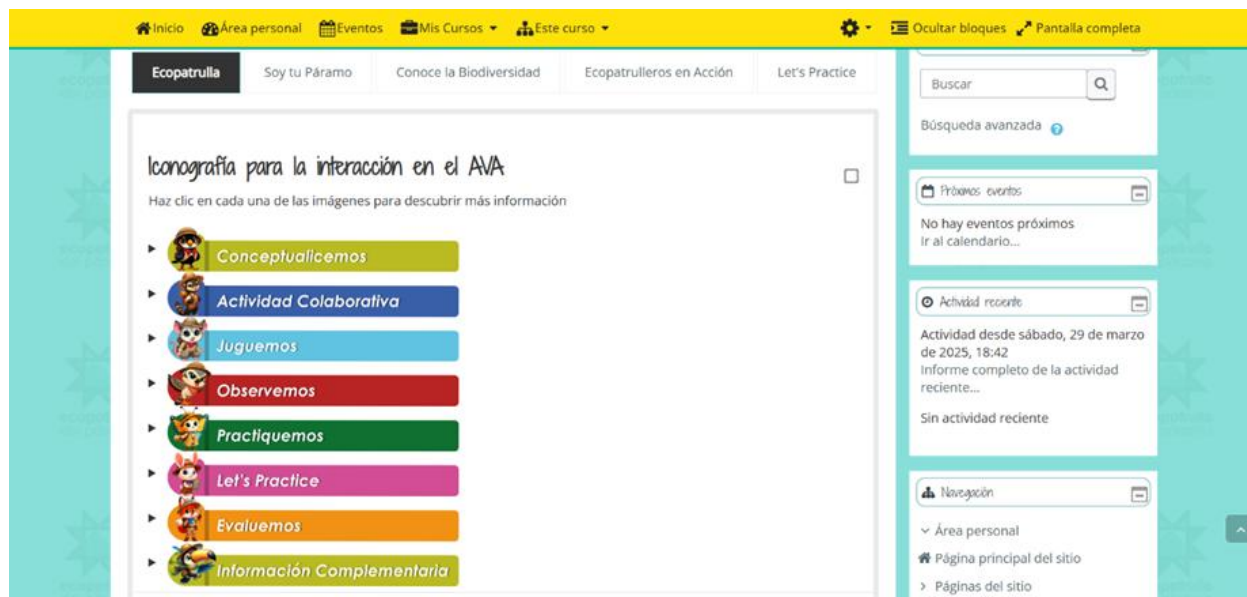 Inicio Área personal Eventos Mis Cursos Este curso Ocultar bloques Pantalla completa
Ecopatrulla Soy tu Páramo Conoce la Biodiversidad Ecopatrulleros en Acción Let's Practice
Iconografía para la interacción en el AVA
Haz clic en cada una de las imágenes para descubrir más información
Conceptualicemos
Actividad Colaborativa
Juguemos
Observemos
Practiquemos
Let's Practice
Evaluemos
Información Complementaria
Buscar
Búsqueda avanzada
Próximos eventos
No hay eventos próximos
Ir al calendario...
Actividad reciente
Actividad desde sábado, 29 de marzo
de 2025, 18:42
Informe completo de la actividad
reciente...
Sin actividad reciente
Navegación
Área personal
Página principal del sitio
Páginas del sitio